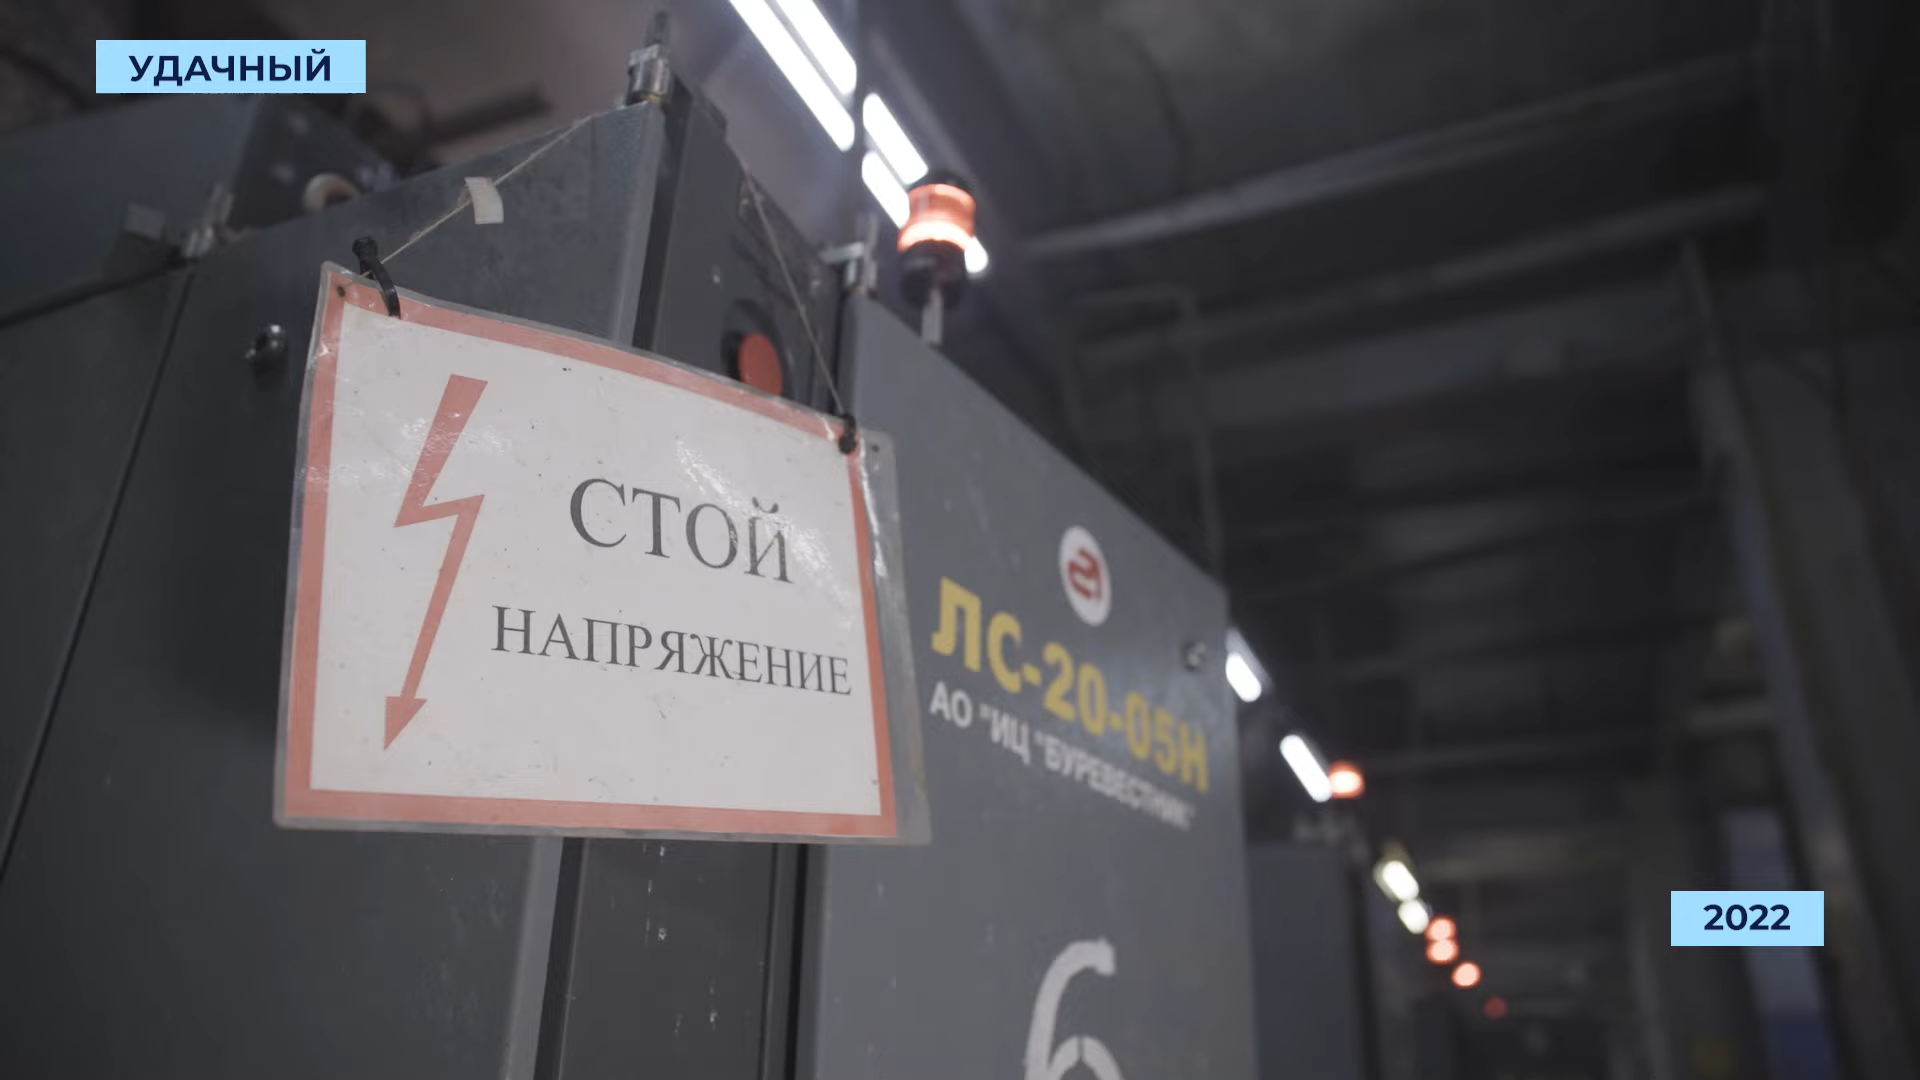 УДАЧНЫЙ
СТОЙ
НАПРЯЖЕНИЕ
ЛС-20-05Н
АО "ИЦ "БУРЕВЕСТНИК"
6
2022